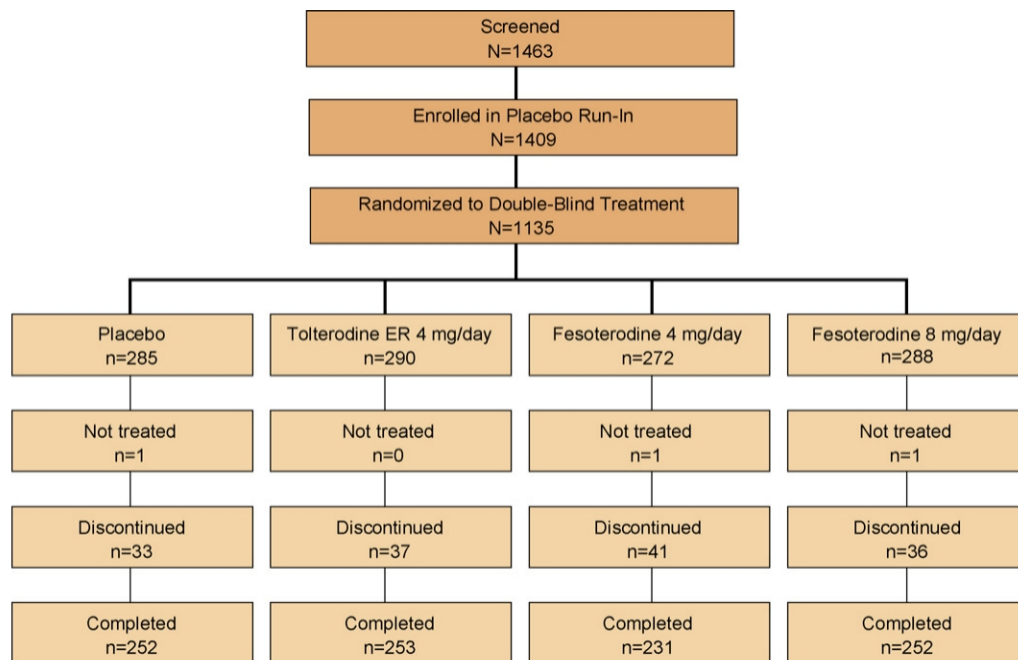 Screened
N=1463
Enrolled in Placebo Run-In
N=1409
Randomized to Double-Blind Treatment
N=1135
Placebo
n=285
Tolterodine ER 4 mg/day
n=290
Fesoterodine 4 mg/day
n=272
Fesoterodine 8 mg/day
n=288
Not treated
n=1
Not treated
n=0
Not treated
n=1
Not treated
n=1
Discontinued
n=33
Discontinued
n=37
Discontinued
n=41
Discontinued
n=36
Completed
n=252
Completed
n=253
Completed
n=231
Completed
n=252